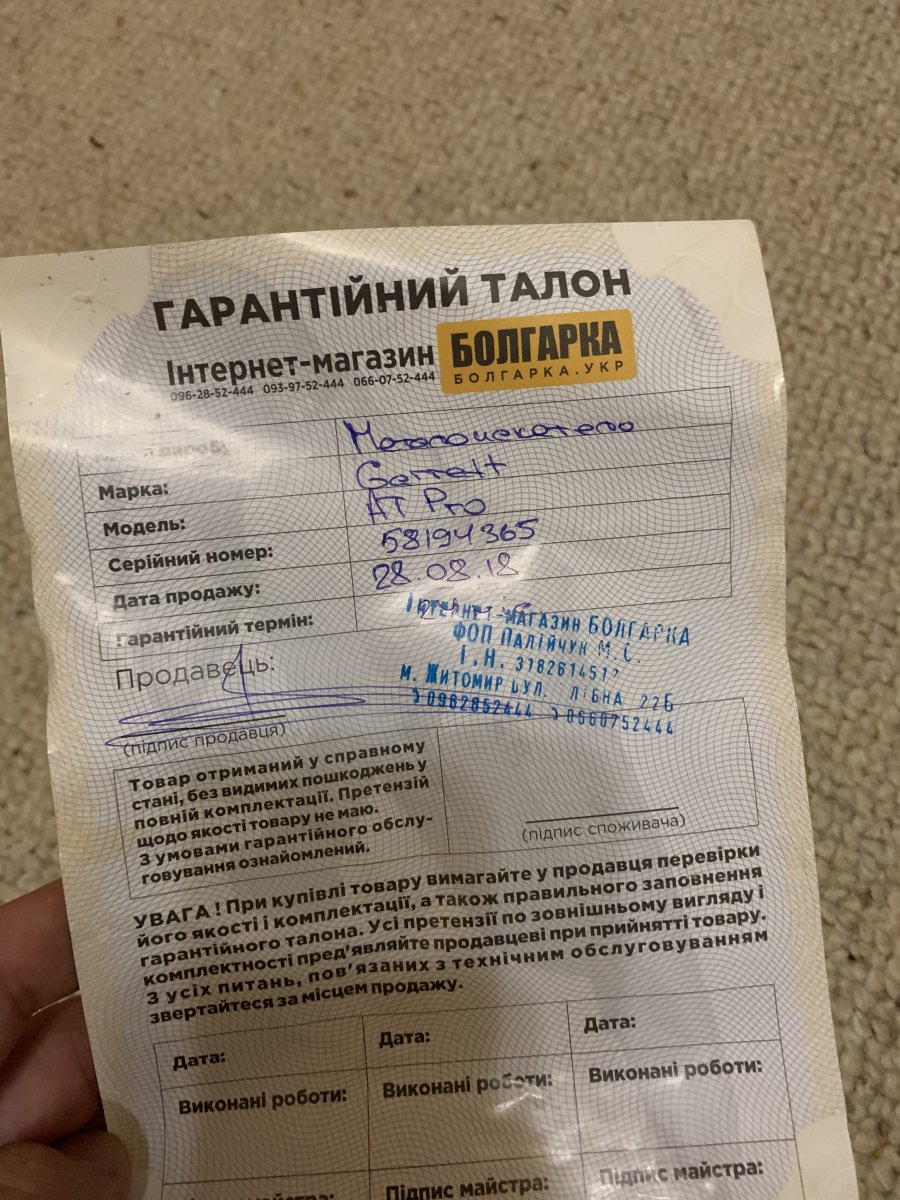 ГАРАНТІЙНИЙ ТАЛОН
Інтернет-магазин БОЛГАРКА
БОЛГАРКА.УКР
096-28-52-444 093-97-52-444 066-07-52-444
Марка: Garrett
Модель: AT Pro
Серійний номер: 58194365
Дата продажу: 28.08.18
Гарантійний термін:
Інтернет-магазин БОЛГАРКА
ФОП Палійчук М.С.
І.Н.
м. Житомир вул. 22Б
0962852444 0660752444
Продавець:
(підпис продавця)
Товар отриманий у справному
стані, без видимих пошкоджень у
повній комплектації. Претензій
щодо якості товару не маю.
З умовами гарантійного обслу-
говування ознайомлений.
(підпис споживача)
УВАГА ! При купівлі товару вимагайте у продавця перевірки
його якості і комплектації, а також правильного заповнення
гарантійного талона. Усі претензії по зовнішньому вигляду і
комплектності пред'являйте продавцеві при прийнятті товару.
З усіх питань, пов'язаних з технічним обслуговуванням
звертайтеся за місцем продажу.
Дата: Дата: Дата:
Виконані роботи: Виконані роботи: Виконані роботи:
Підпис майстра: Підпис майстра: